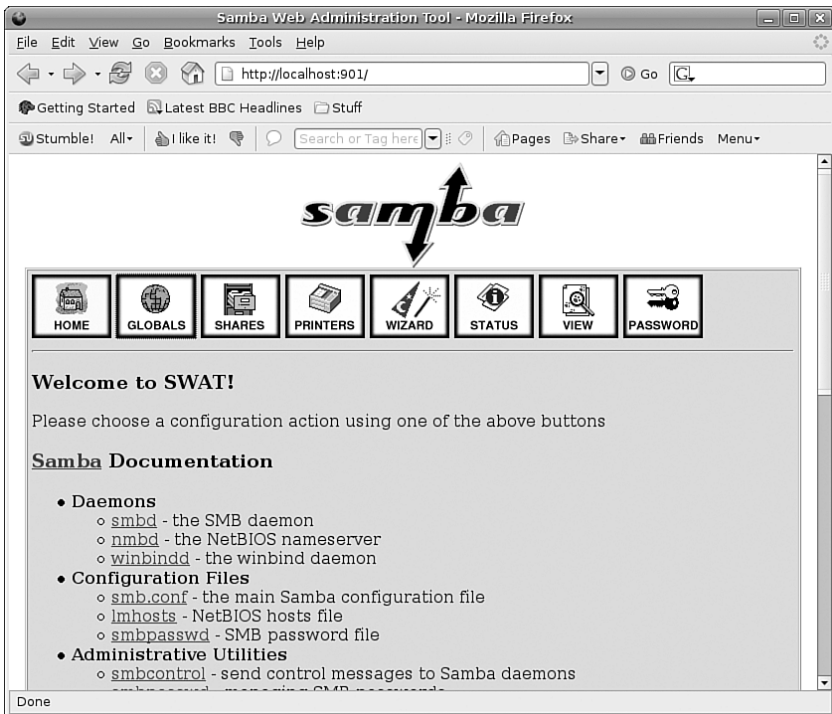 Samba Web Administration Tool - Mozilla Firefox
File Edit View Go Bookmarks Tools Help
http://localhost:901/ Go G
Getting Started Latest BBC Headlines Stuff
Stumble! All I like it! Search or Tag here Pages Share Friends Menu
samba
HOME GLOBALS SHARES PRINTERS WIZARD STATUS VIEW PASSWORD
Welcome to SWAT!
Please choose a configuration action using one of the above buttons
Samba Documentation
• Daemons
◦ smbd - the SMB daemon
◦ nmbd - the NetBIOS nameserver
◦ winbindd - the winbind daemon
• Configuration Files
◦ smb.conf - the main Samba configuration file
◦ lmhosts - NetBIOS hosts file
◦ smbpasswd - SMB password file
• Administrative Utilities
◦ smbcontrol - send control messages to Samba daemons
◦ smbpasswd - managing SMB passwords
Done